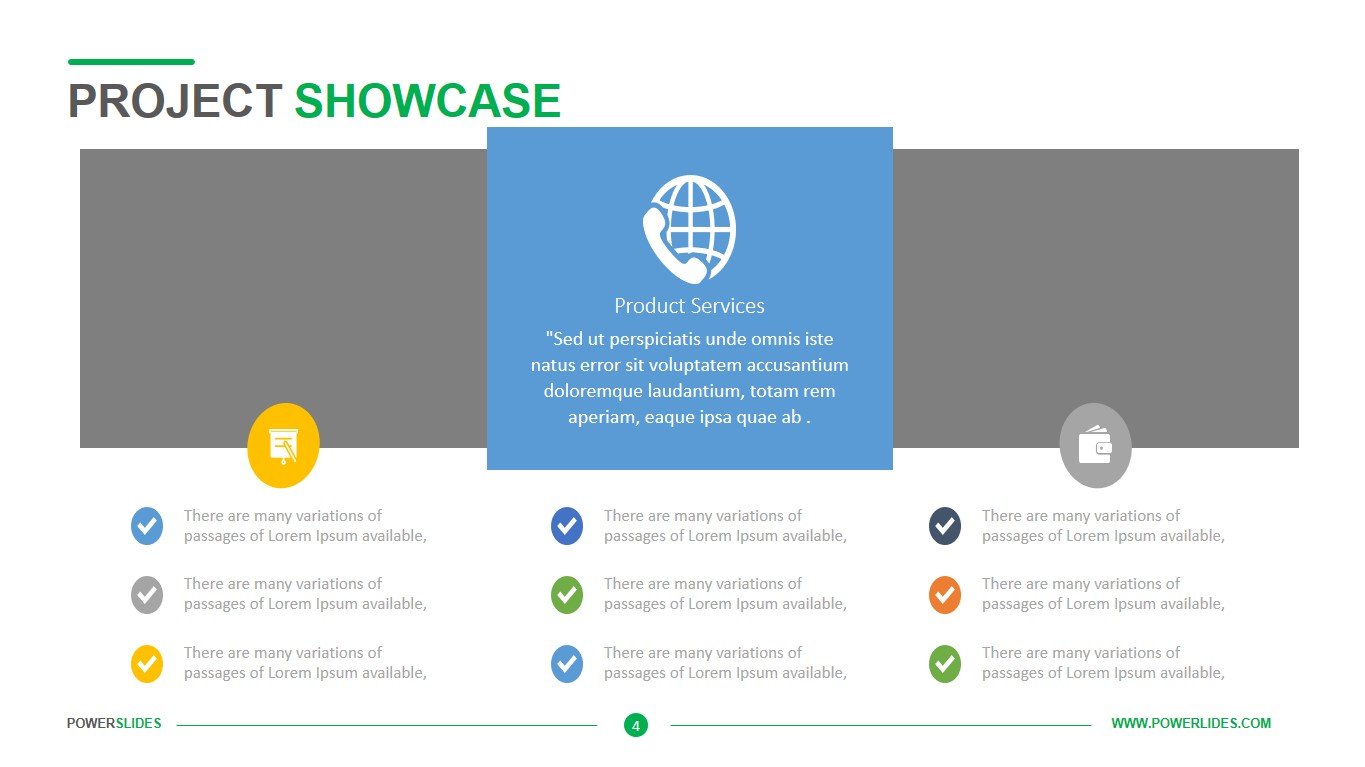 PROJECT SHOWCASE
Product Services
"Sed ut perspiciatis unde omnis iste
natus error sit voluptatem accusantium
doloremque laudantium, totam rem
aperiam, eaque ipsa quae ab .
There are many variations of
passages of Lorem Ipsum available,
There are many variations of
passages of Lorem Ipsum available,
There are many variations of
passages of Lorem Ipsum available,
There are many variations of
passages of Lorem Ipsum available,
There are many variations of
passages of Lorem Ipsum available,
There are many variations of
passages of Lorem Ipsum available,
There are many variations of
passages of Lorem Ipsum available,
There are many variations of
passages of Lorem Ipsum available,
There are many variations of
passages of Lorem Ipsum available,
POWERSLIDES
4
WWW.POWERLIDES.COM